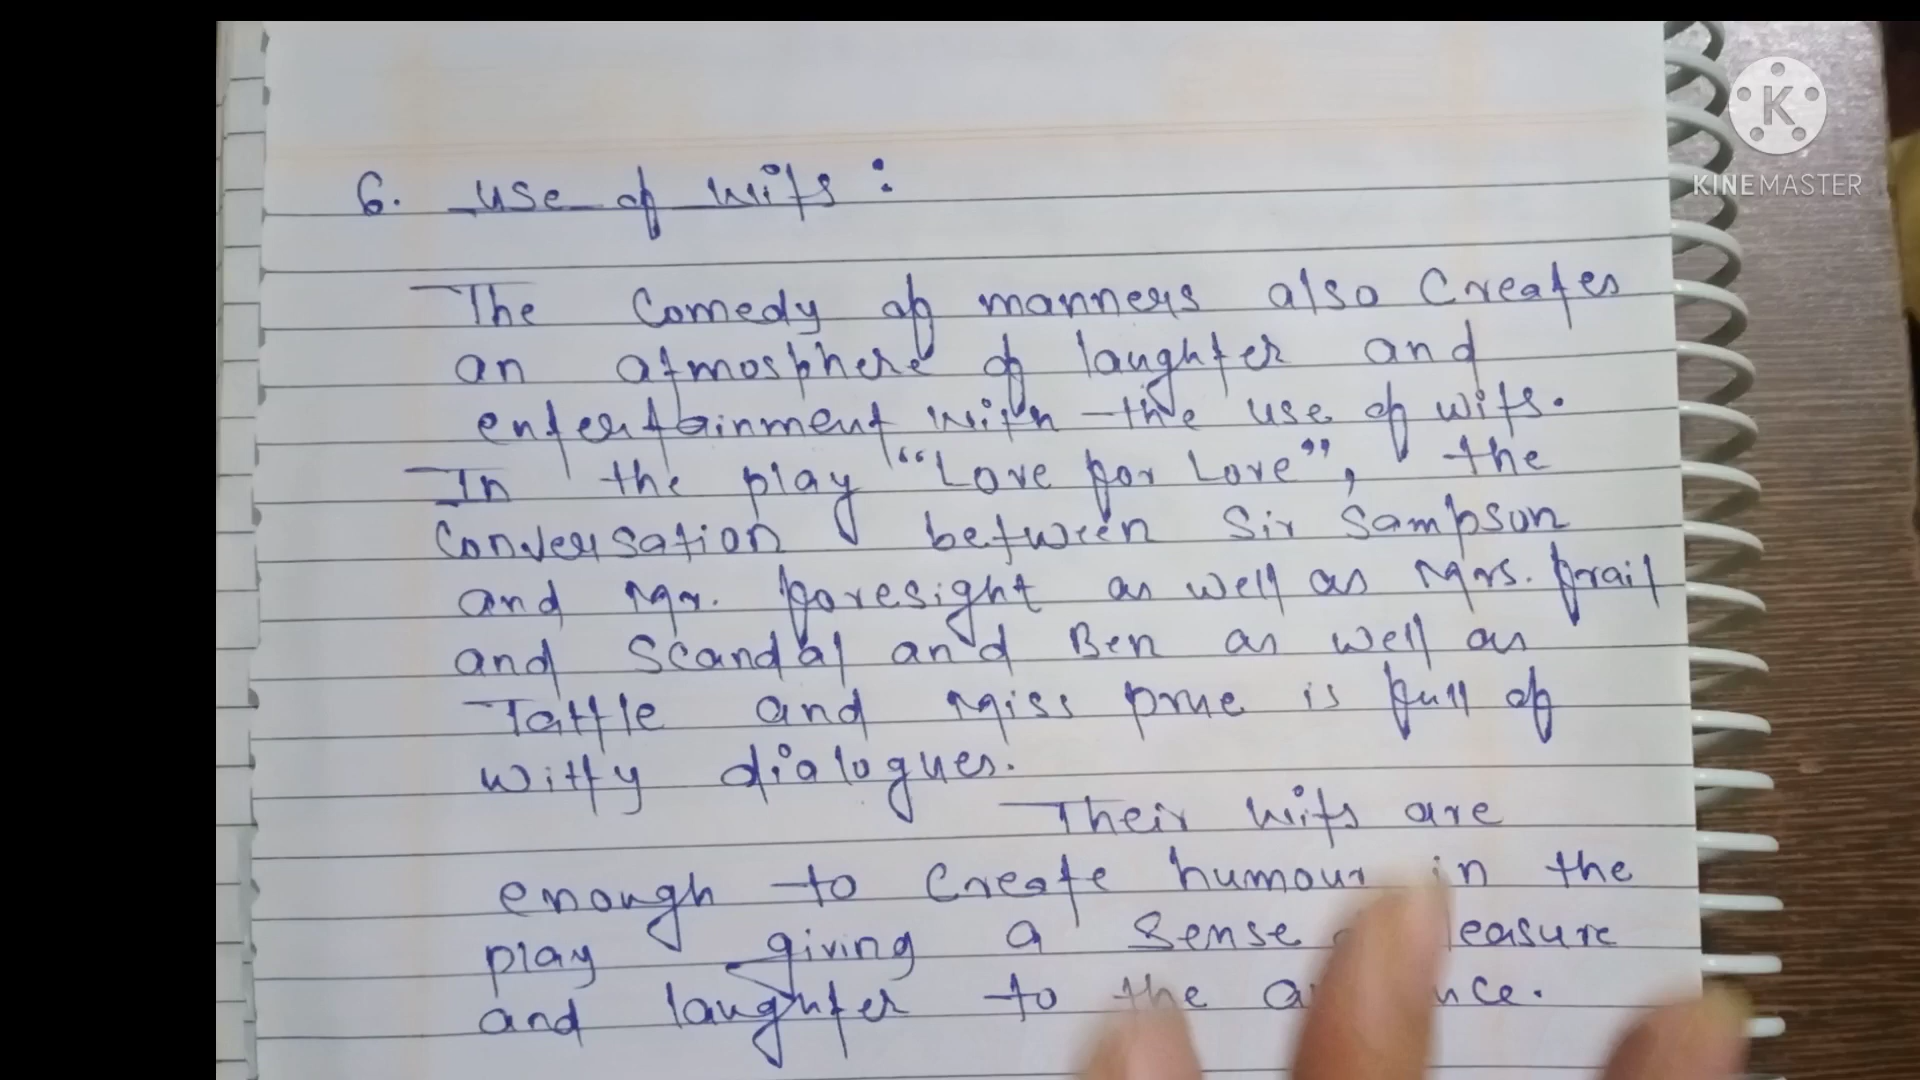 KINEMASTER
6. Use of wits:
The Comedy of manners also Creates
an atmosphere of laughter and
entertainment with the use of wits.
In the play "Love for Love", the
Conversation between Sir Sampson
and Mr. foresight as well as Mrs. frail
and Scandal and Ben as well as
Tattle and Miss prue is full of
witty dialogues.
Their wits are
enough to Create humour in the
play giving a Sense
and laughter to the